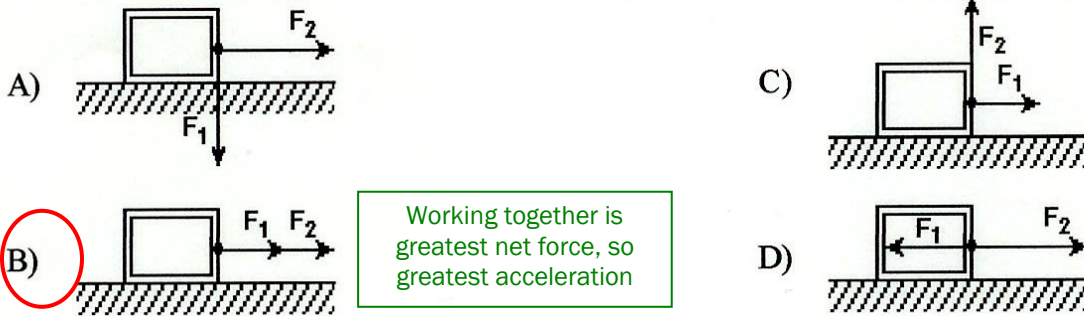 A)
F2
F1
C)
F2
F1
B)
F1 F2
Working together is
greatest net force, so
greatest acceleration
D)
F1
F2